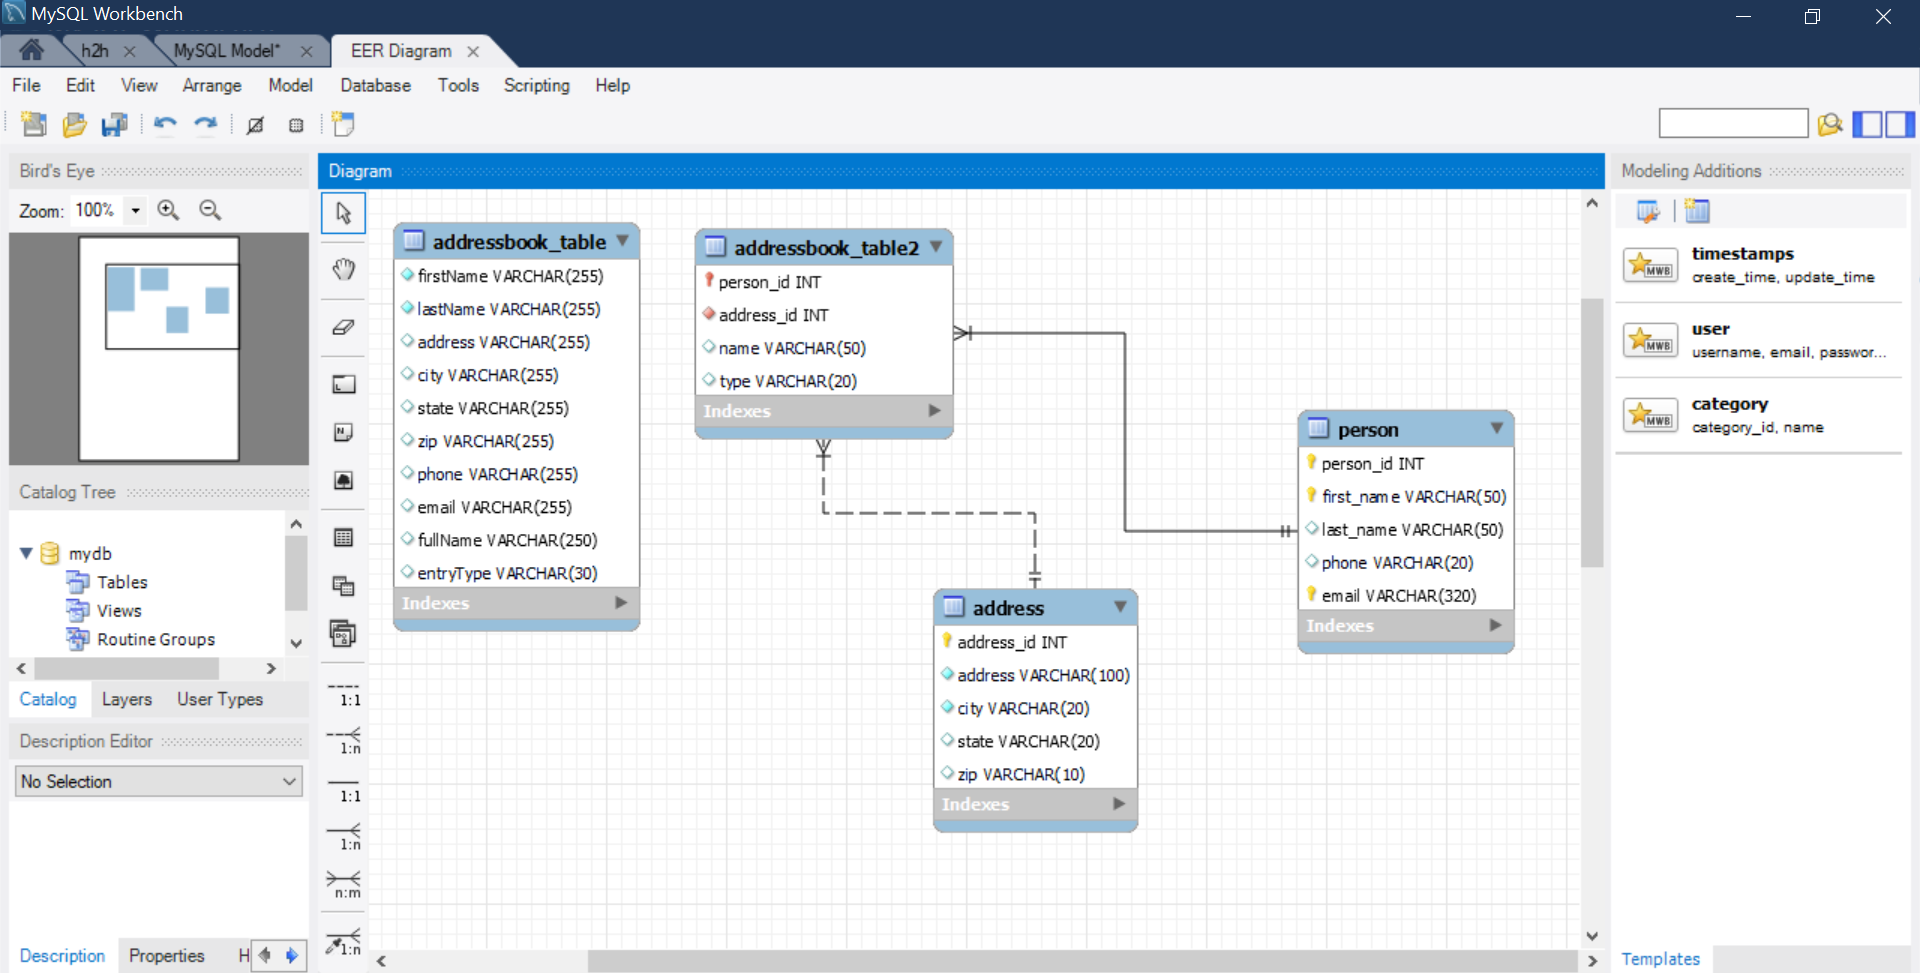 MySQL Workbench
h2h
MySQL Model*
EER Diagram
File Edit View Arrange Model Database Tools Scripting Help
Bird's Eye
Zoom: 100%
Catalog Tree
mydb
Tables
Views
Routine Groups
Catalog Layers User Types
Description Editor
No Selection
Description Properties H
Diagram
1:1
1:n
1:1
1:n
n:m
1:n
addressbook_table
firstName VARCHAR(255)
lastName VARCHAR(255)
address VARCHAR(255)
city VARCHAR(255)
state VARCHAR(255)
zip VARCHAR(255)
phone VARCHAR(255)
email VARCHAR(255)
fullName VARCHAR(250)
entryType VARCHAR(30)
Indexes
addressbook_table2
person_id INT
address_id INT
name VARCHAR(50)
type VARCHAR(20)
Indexes
person
person_id INT
first_name VARCHAR(50)
last_name VARCHAR(50)
phone VARCHAR(20)
email VARCHAR(320)
Indexes
address
address_id INT
address VARCHAR(100)
city VARCHAR(20)
state VARCHAR(20)
zip VARCHAR(10)
Indexes
Modeling Additions
MWB
timestamps
create_time, update_time
MWB
user
username, email, passwor...
MWB
category
category_id, name
Templates